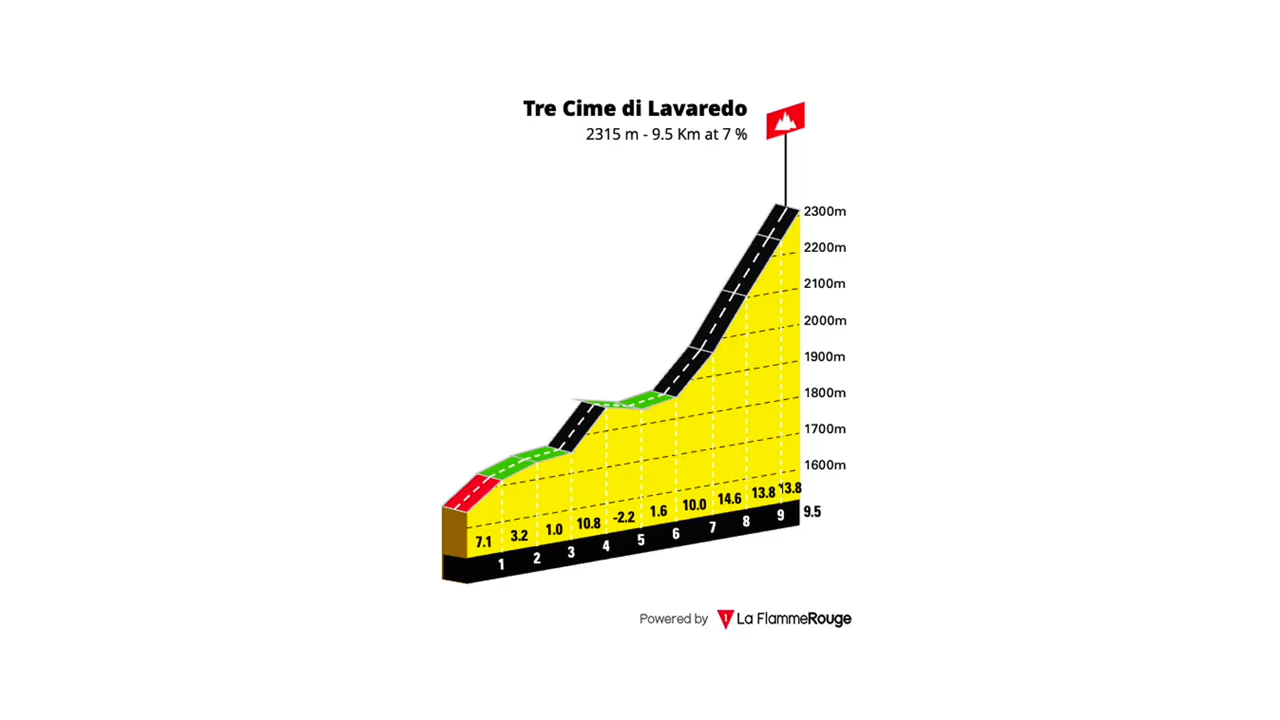 Tre Cime di Lavaredo
2315 m - 9.5 Km at 7 %
2300m
2200m
2100m
2000m
1900m
1800m
1700m
1600m
7.1 3.2 1.0 10.8 -2.2 1.6 10.0 14.6 13.8 13.8
1 2 3 4 5 6 7 8 9 9.5
Powered by 1 La FlammeRouge